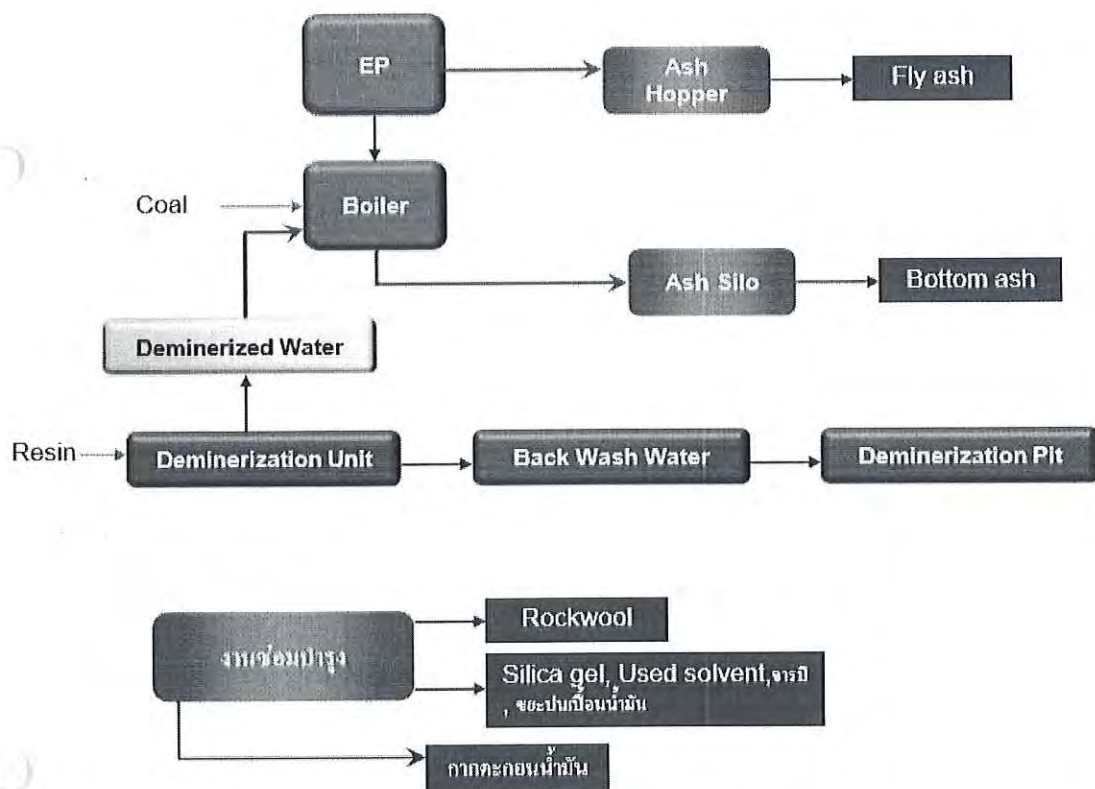 EP
Ash
Hopper
Fly ash
Coal
Boiler
Ash Silo
Bottom ash
Deminerized Water
Resin
Deminerization Unit
Back Wash Water
Deminerization Pit
งานซ่อมบำรุง
Rockwool
Silica gel, Used solvent,จารบี
, ขยะปนเปื้อนน้ำมัน
กากตะกอนน้ำมัน